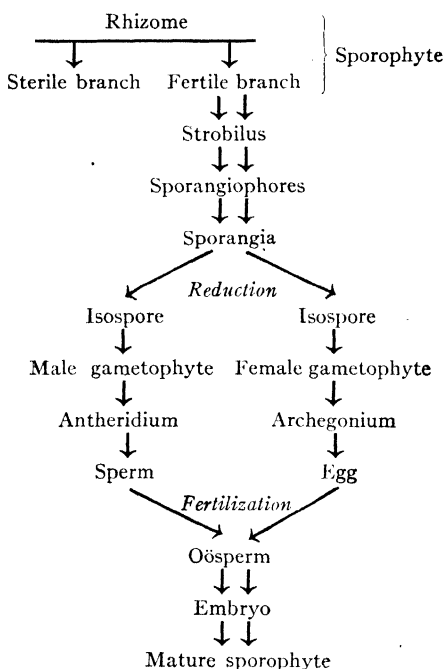 Rhizome
Sporophyte
Sterile branch Fertile branch
Strobilus
Sporangiophores
Sporangia
Reduction
Isospore Isospore
Male gametophyte Female gametophyte
Antheridium Archegonium
Sperm Egg
Fertilization
Oösperm
Embryo
Mature sporophyte